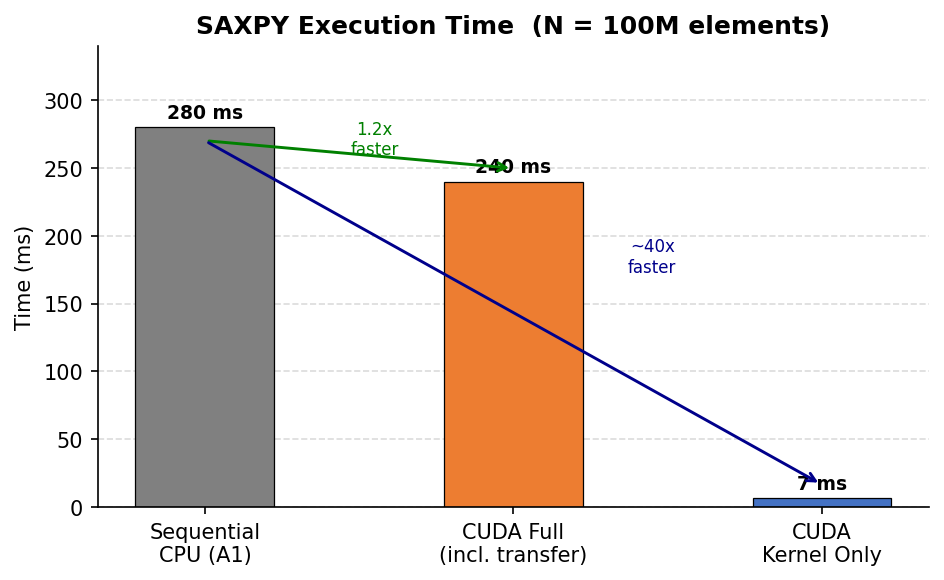 SAXPY Execution Time  (N = 100M elements)
Time (ms)
300
250
200
150
100
50
0
280 ms
1.2x
faster
240 ms
~40x
faster
7 ms
Sequential
CPU (A1)
CUDA Full
(incl. transfer)
CUDA
Kernel Only